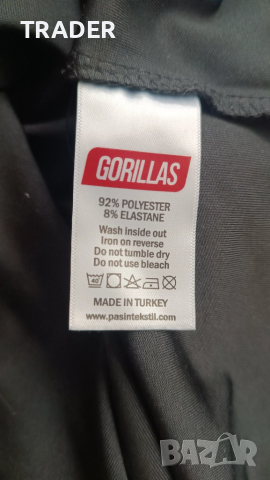 TRADER
GORILLAS
92% POLYESTER
8% ELASTANE
Wash inside out
Iron on reverse
Do not tumble dry
Do not use bleach
40
MADE IN TURKEY
www.pasintekstil.com
BAZAR